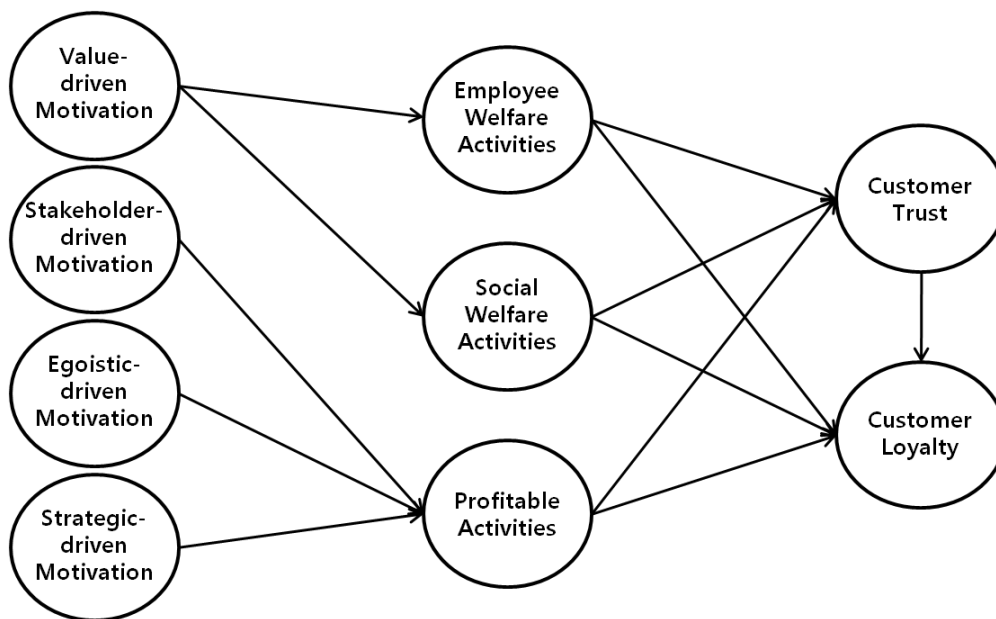 Value-
driven
Motivation
Stakeholder-
driven
Motivation
Egoistic-
driven
Motivation
Strategic-
driven
Motivation
Employee
Welfare
Activities
Social
Welfare
Activities
Profitable
Activities
Customer
Trust
Customer
Loyalty